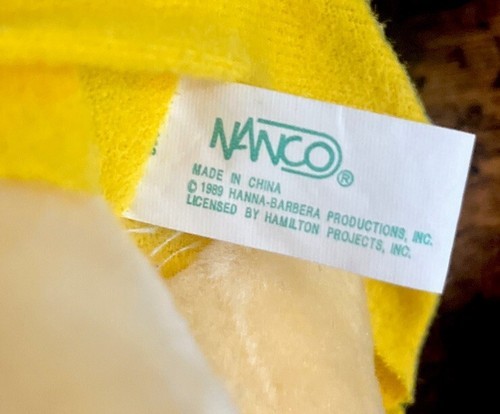 NANCO®
MADE IN CHINA
© 1989 HANNA-BARBERA PRODUCTIONS, INC.
LICENSED BY HAMILTON PROJECTS, INC.